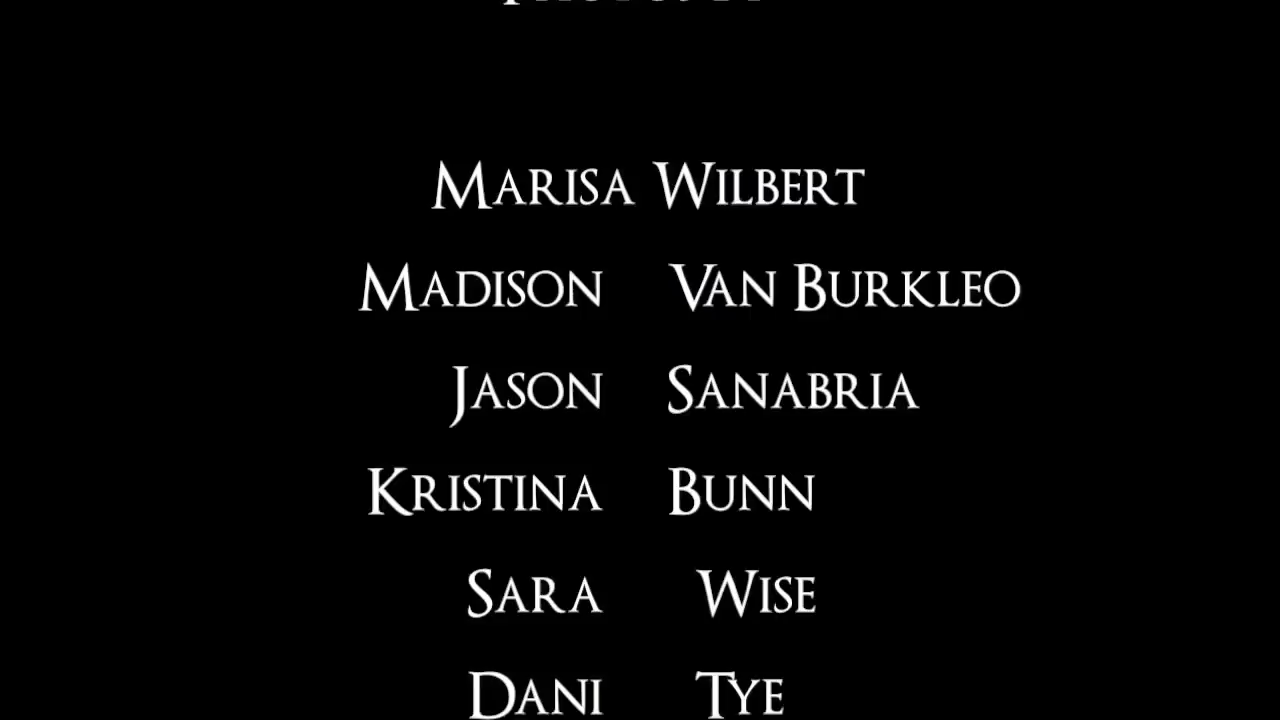 Marisa Wilbert
Madison Van Burkleo
Jason Sanabria
Kristina Bunn
Sara Wise
Dani Tye